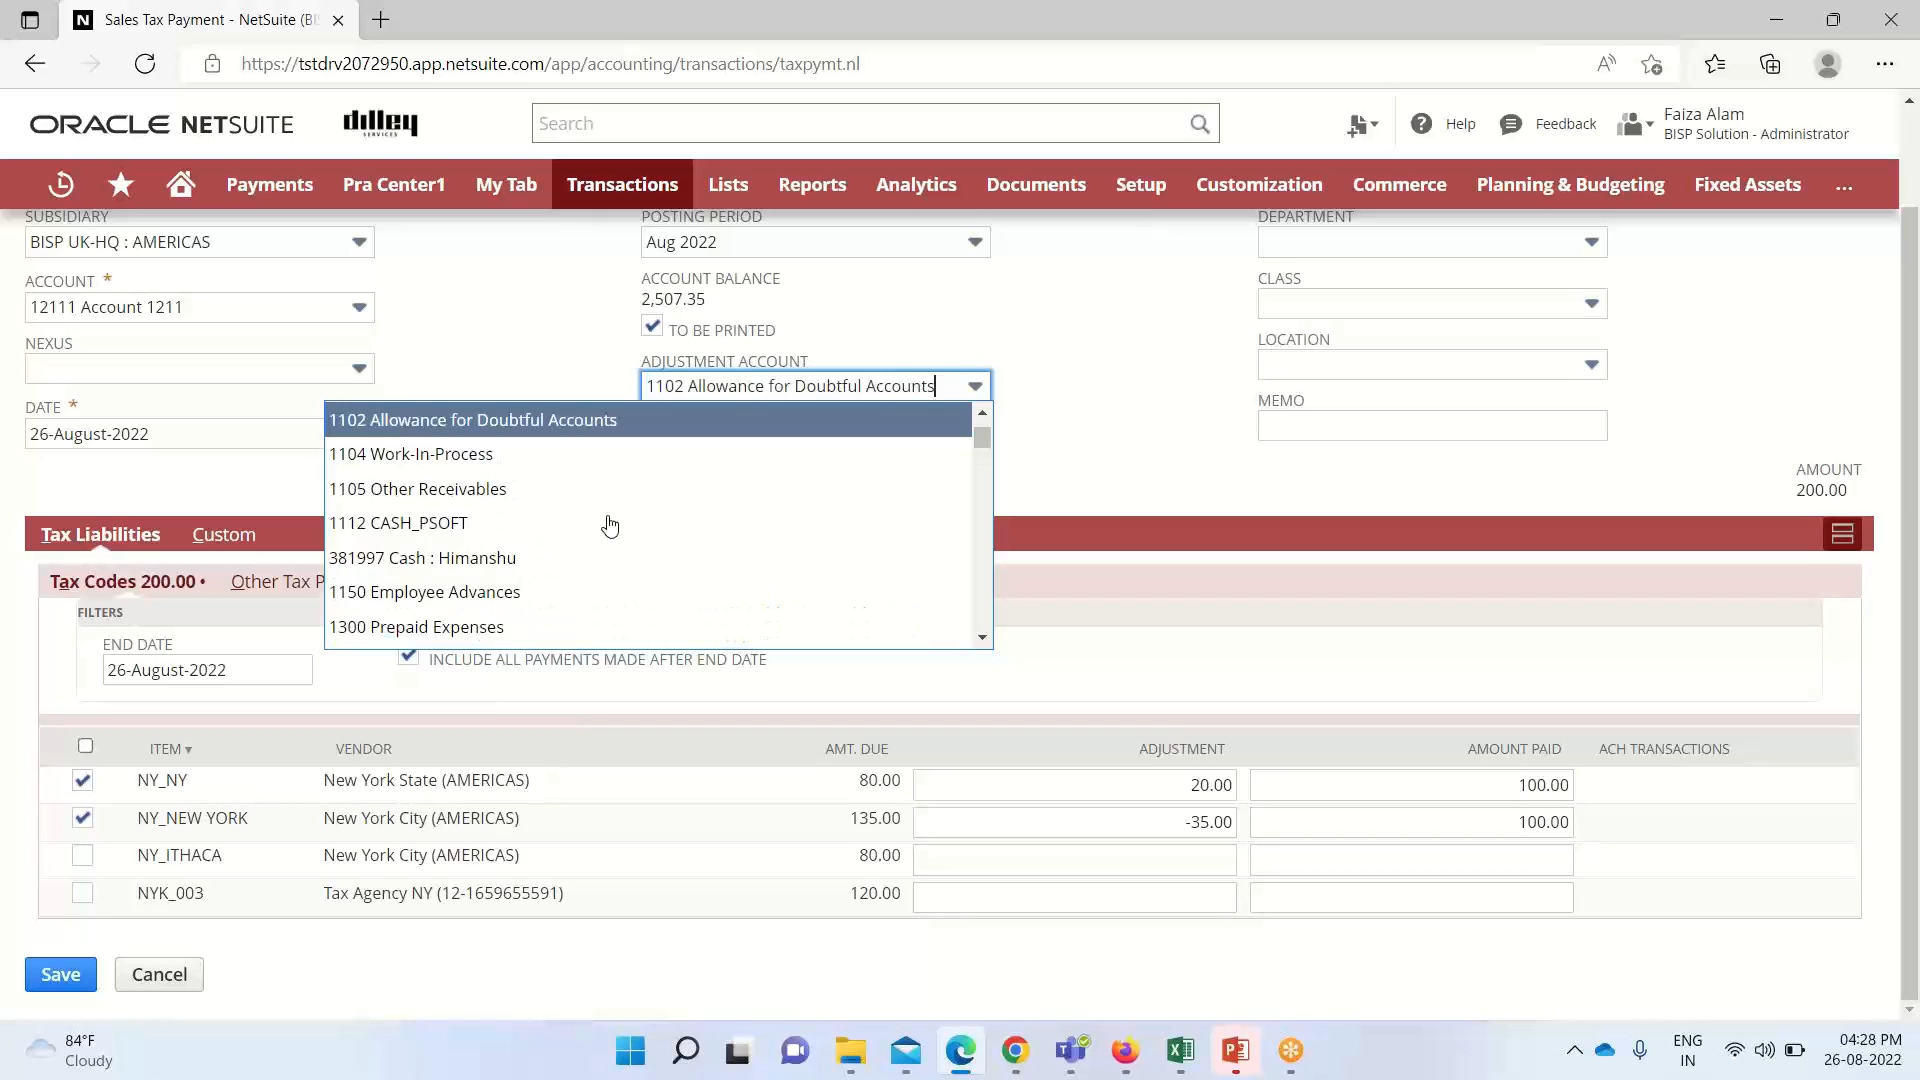 Sales Tax Payment - NetSuite (BI
https://tstdrv2072950.app.netsuite.com/app/accounting/transactions/taxpymt.nl
ORACLE NETSUITE
dilley
SERVICES
Search
Help
Feedback
Faiza Alam
BISP Solution - Administrator
Payments
Pra Center1
My Tab
Transactions
Lists
Reports
Analytics
Documents
Setup
Customization
Commerce
Planning & Budgeting
Fixed Assets
...
SUBSIDIARY
BISP UK-HQ : AMERICAS
ACCOUNT *
12111 Account 1211
NEXUS
DATE *
26-August-2022
POSTING PERIOD
Aug 2022
ACCOUNT BALANCE
2,507.35
TO BE PRINTED
ADJUSTMENT ACCOUNT
1102 Allowance for Doubtful Accounts
1102 Allowance for Doubtful Accounts
1104 Work-In-Process
1105 Other Receivables
1112 CASH_PSOFT
381997 Cash : Himanshu
1150 Employee Advances
1300 Prepaid Expenses
DEPARTMENT
CLASS
LOCATION
MEMO
AMOUNT
200.00
Tax Liabilities Custom
Tax Codes 200.00 • Other Tax P
FILTERS
END DATE
26-August-2022
INCLUDE ALL PAYMENTS MADE AFTER END DATE
ITEM VENDOR AMT. DUE ADJUSTMENT AMOUNT PAID ACH TRANSACTIONS
NY_NY New York State (AMERICAS) 80.00 20.00 100.00
NY_NEW YORK New York City (AMERICAS) 135.00 -35.00 100.00
NY_ITHACA New York City (AMERICAS) 80.00
NYK_003 Tax Agency NY (12-1659655591) 120.00
Save Cancel
84°F
Cloudy
ENG
IN
04:28 PM
26-08-2022